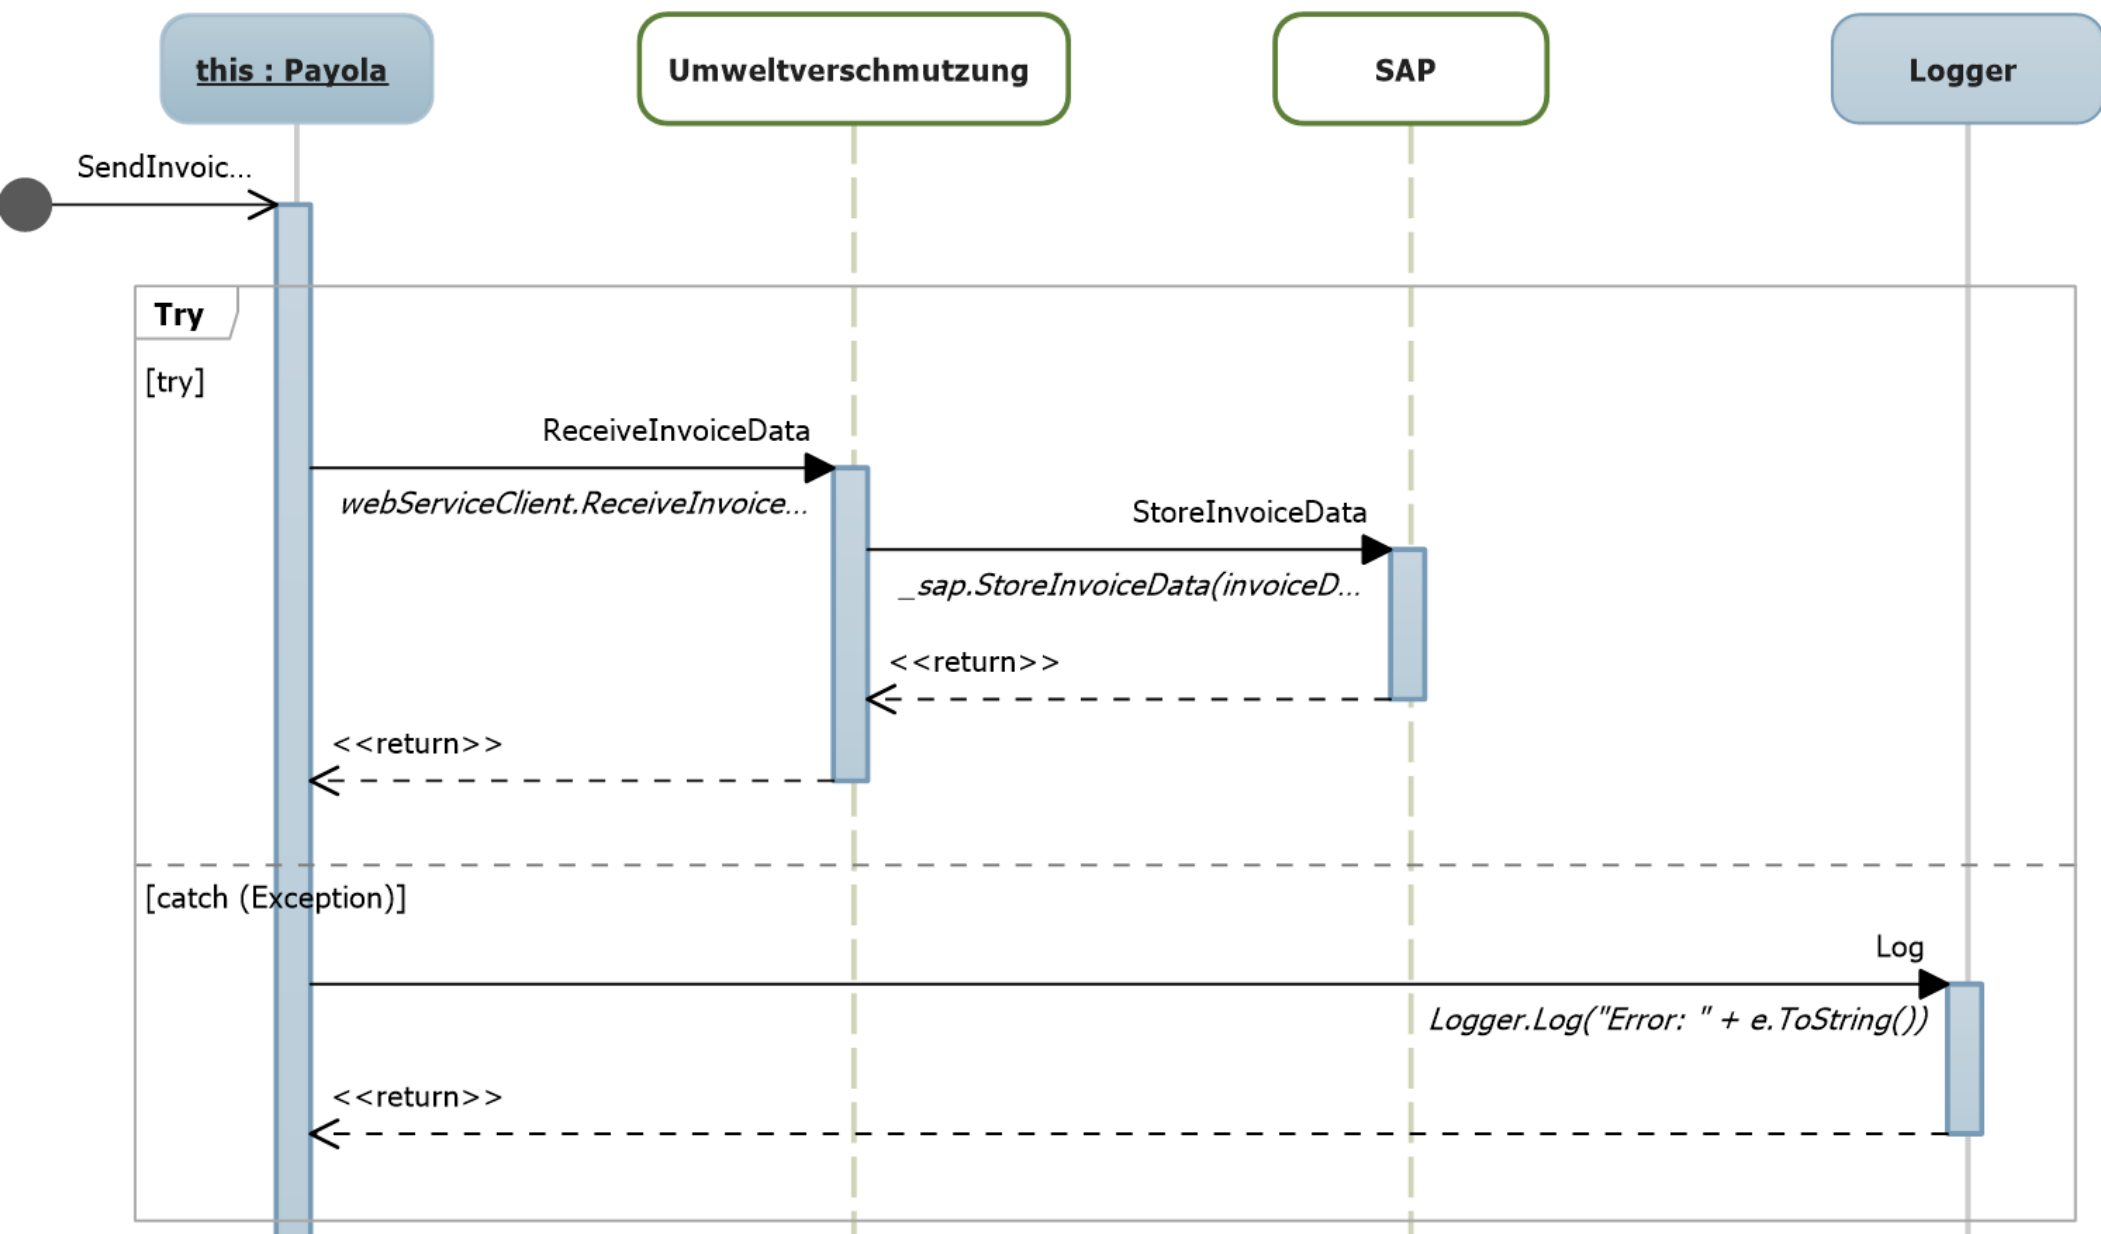 this : Payola
Umweltverschmutzung
SAP
Logger
SendInvoic...
Try
[try]
ReceiveInvoiceData
webServiceClient.ReceiveInvoice...
StoreInvoiceData
_sap.StoreInvoiceData(invoiceD...
<<return>>
<<return>>
[catch (Exception)]
Log
Logger.Log("Error: " + e.ToString())
<<return>>